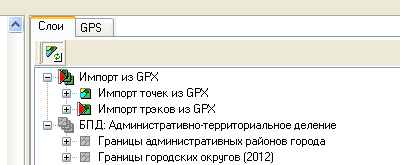 Слои
GPS
Импорт из GPX
Импорт точек из GPX
Импорт трэков из GPX
БПД: Административно-территориальное деление
Границы административных районов города
Границы городских округов (2012)